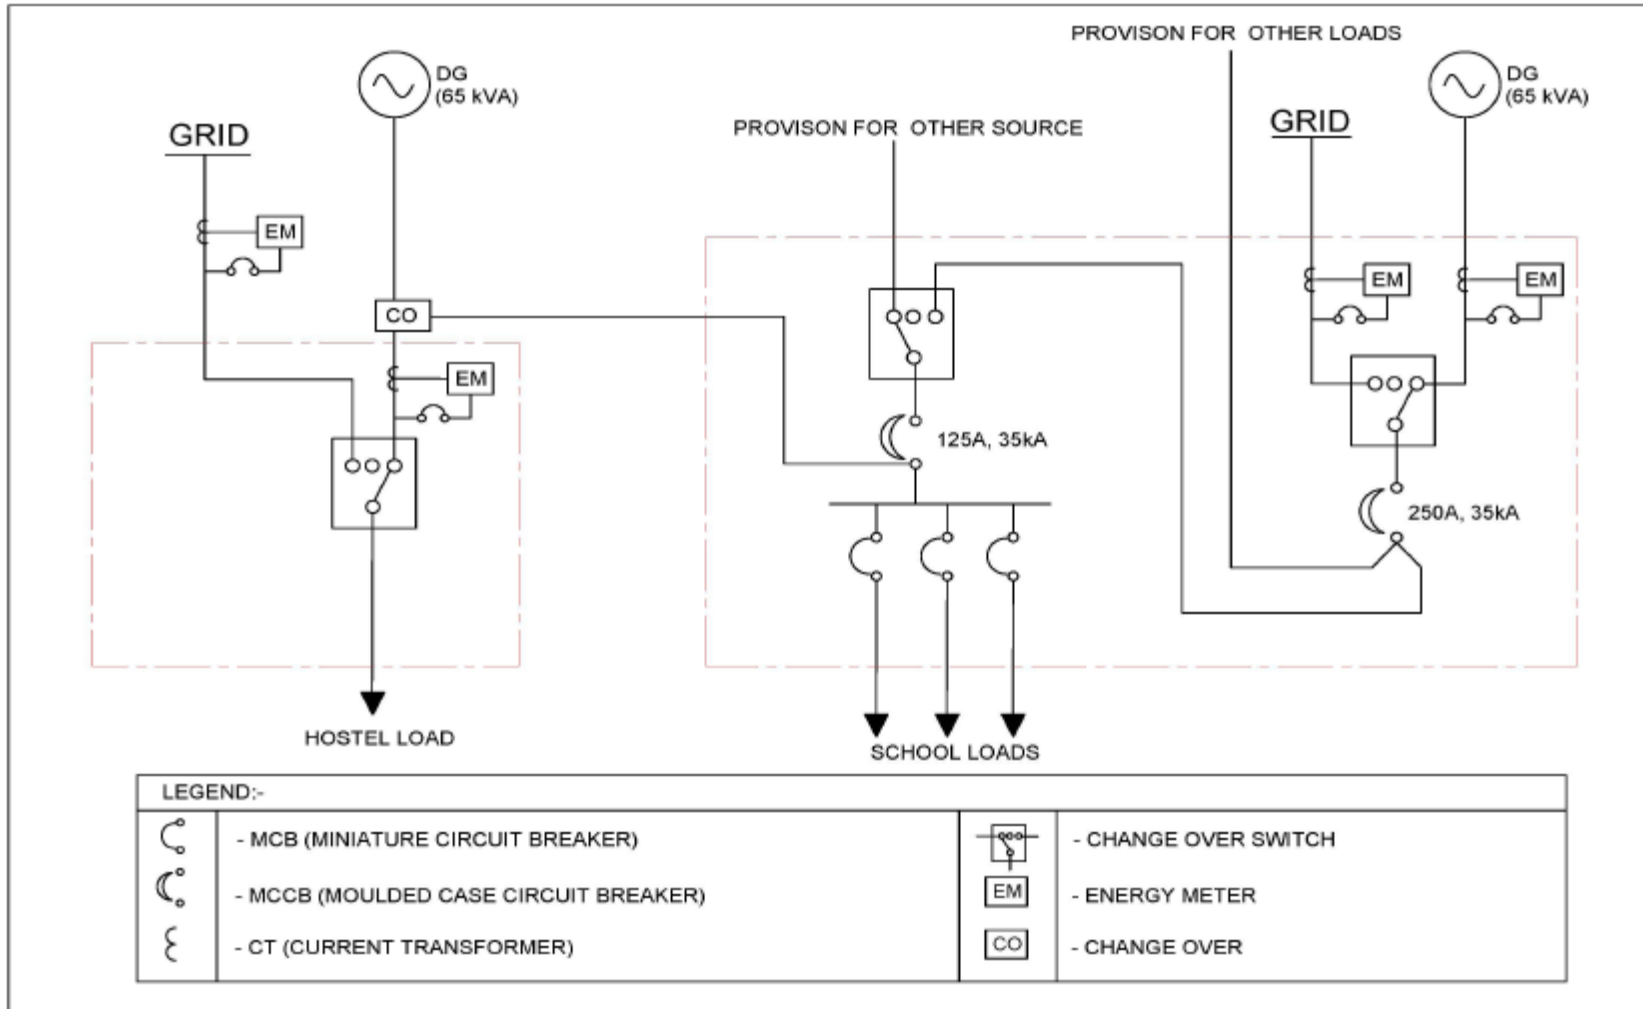 PROVISON FOR OTHER LOADS
DG
(65 kVA)
DG
(65 kVA)
GRID
PROVISON FOR OTHER SOURCE
GRID
EM
EM
EM
CO
EM
125A, 35kA
250A, 35kA
HOSTEL LOAD
SCHOOL LOADS
LEGEND:-
- MCB (MINIATURE CIRCUIT BREAKER)
- CHANGE OVER SWITCH
- MCCB (MOULDED CASE CIRCUIT BREAKER)
EM
- ENERGY METER
- CT (CURRENT TRANSFORMER)
CO
- CHANGE OVER